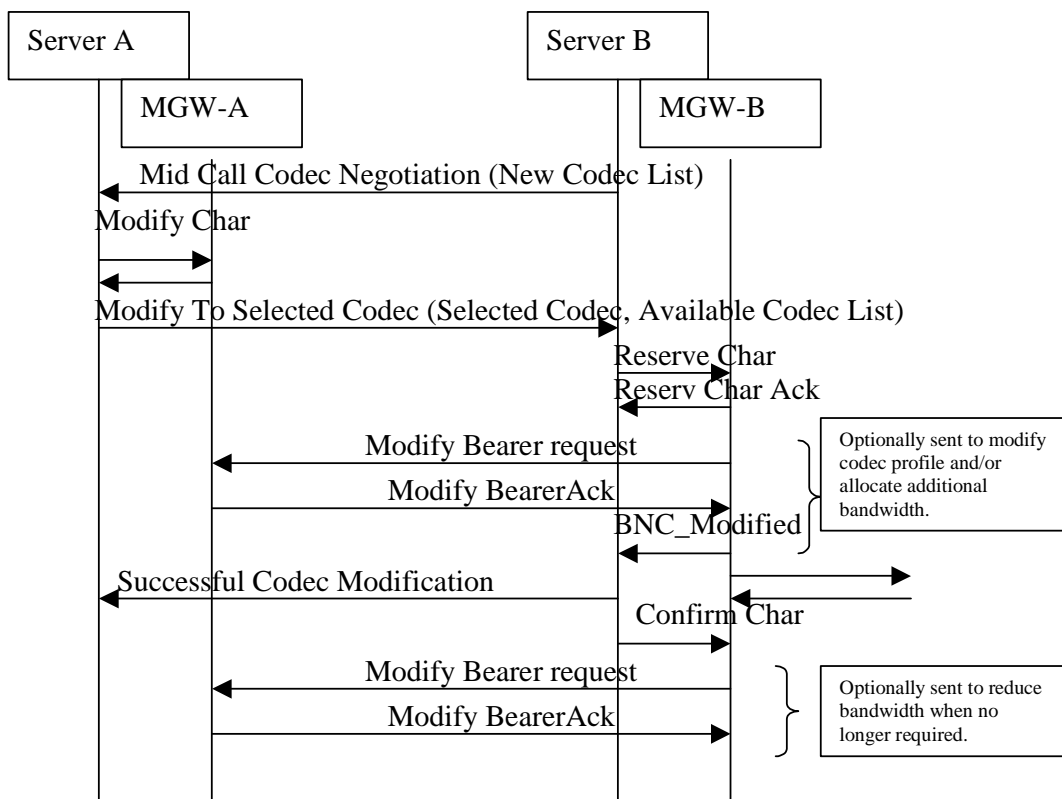 Server A
Server B
MGW-A
MGW-B
Mid Call Codec Negotiation (New Codec List)
Modify Char
Modify To Selected Codec (Selected Codec, Available Codec List)
Reserve Char
Reserv Char Ack
Modify Bearer request
Optionally sent to modify
codec profile and/or
allocate additional
bandwidth.
Modify BearerAck
BNC_Modified
Successful Codec Modification
Confirm Char
Modify Bearer request
Optionally sent to reduce
bandwidth when no
longer required.
Modify BearerAck